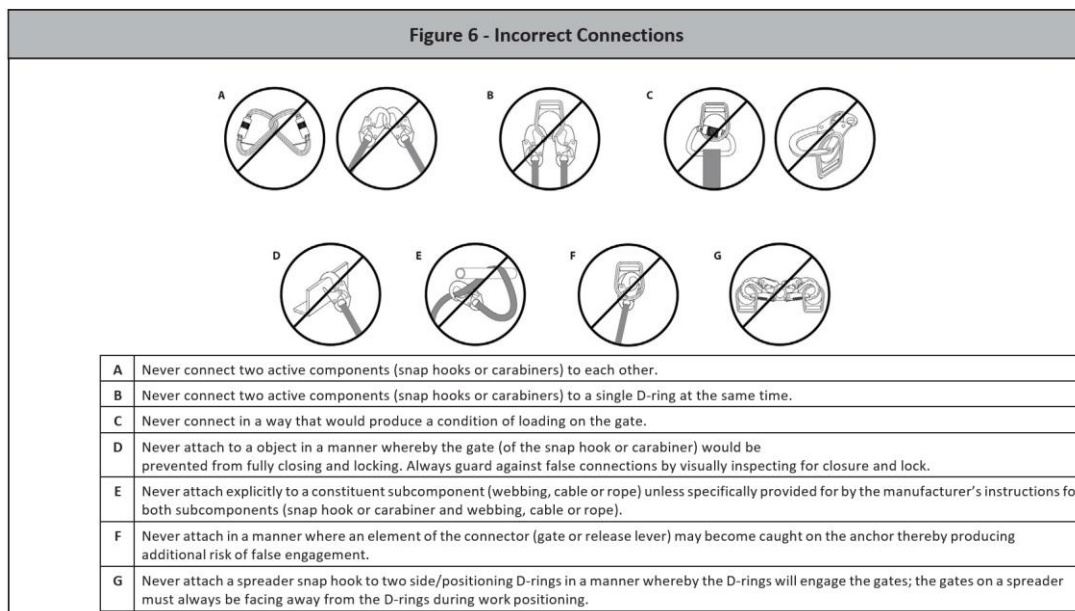 Figure 6 - Incorrect Connections
A
B
C
D
E
F
G
A Never connect two active components (snap hooks or carabiners) to each other.
B Never connect two active components (snap hooks or carabiners) to a single D-ring at the same time.
C Never connect in a way that would produce a condition of loading on the gate.
D Never attach to a object in a manner whereby the gate (of the snap hook or carabiner) would be
prevented from fully closing and locking. Always guard against false connections by visually inspecting for closure and lock.
E Never attach explicitly to a constituent subcomponent (webbing, cable or rope) unless specifically provided for by the manufacturer's instructions fo
both subcomponents (snap hook or carabiner and webbing, cable or rope).
F Never attach in a manner where an element of the connector (gate or release lever) may become caught on the anchor thereby producing
additional risk of false engagement.
G Never attach a spreader snap hook to two side/positioning D-rings in a manner whereby the D-rings will engage the gates; the gates on a spreader
must always be facing away from the D-rings during work positioning.